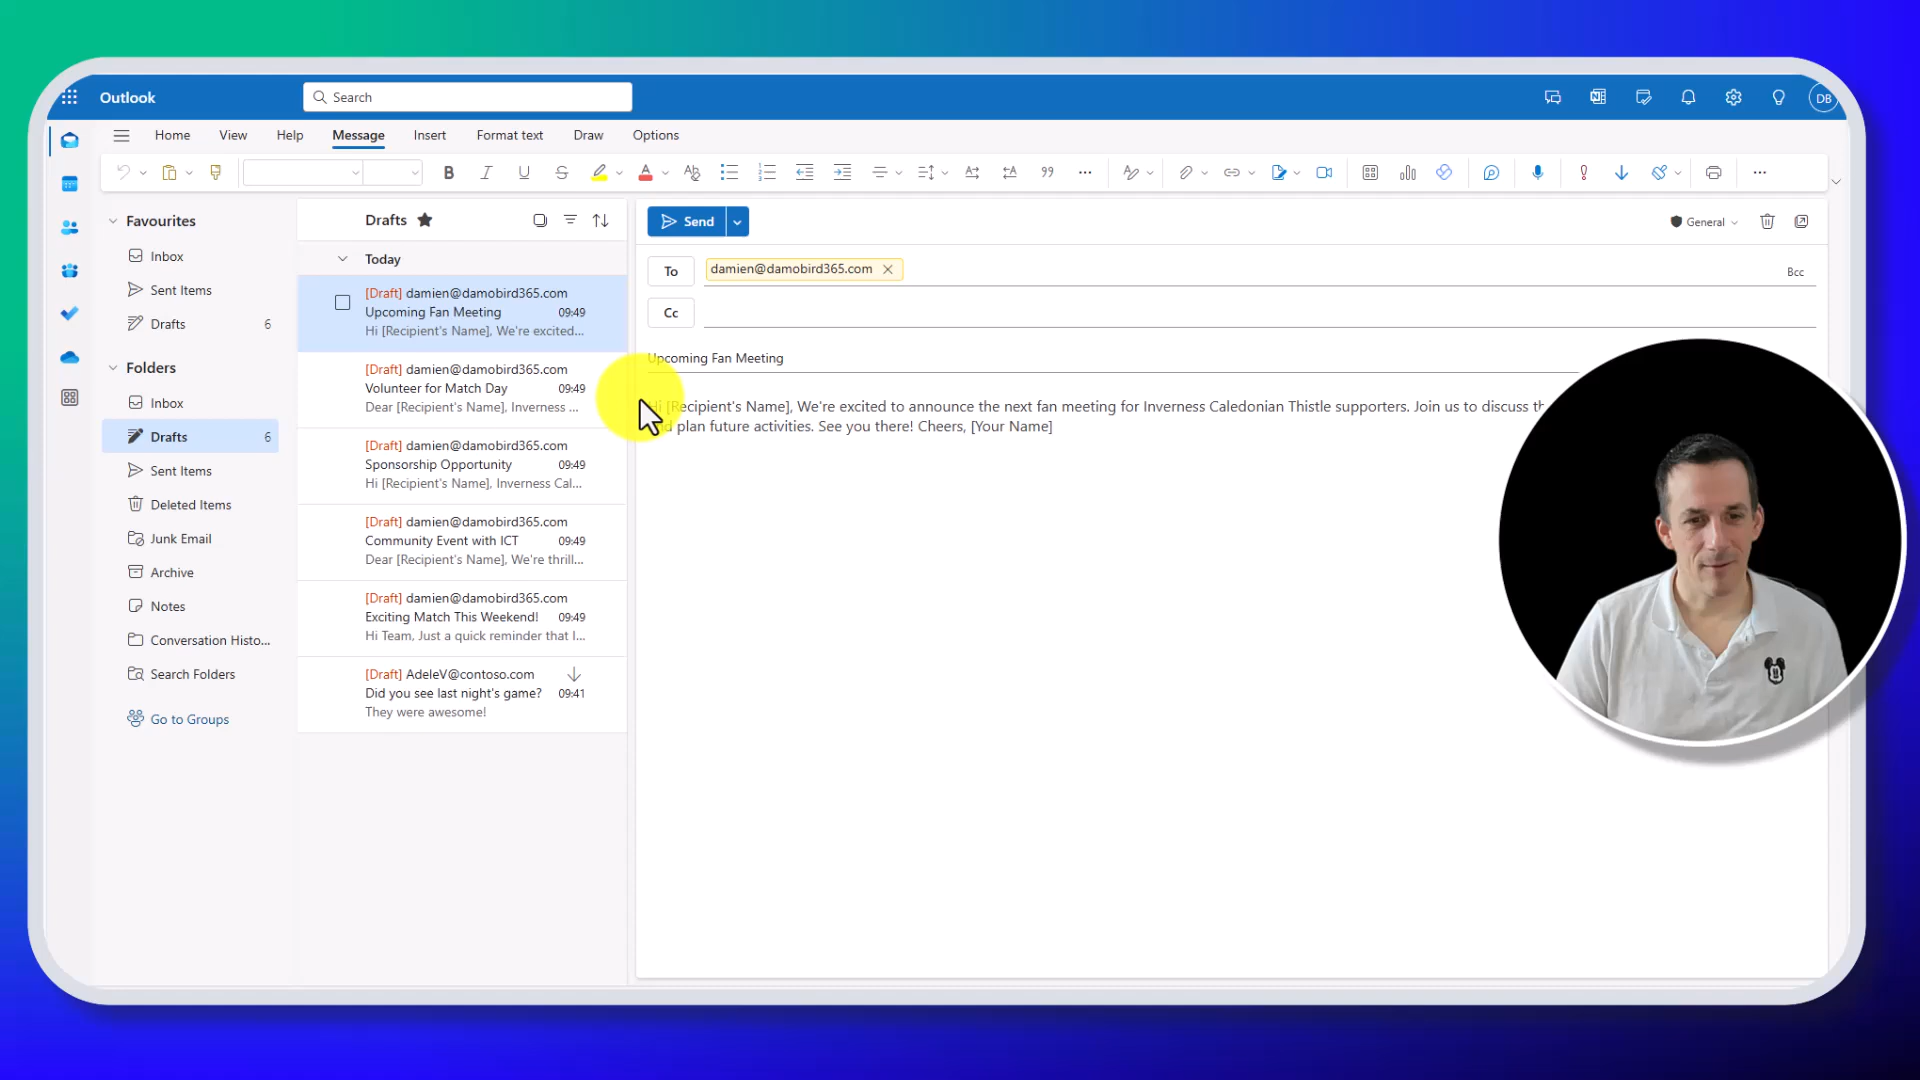 Outlook
Search
DB
Home View Help Message Insert Format text Draw Options
Favourites
Inbox
Sent Items
Drafts 6
Folders
Inbox
Drafts 6
Sent Items
Deleted Items
Junk Email
Archive
Notes
Conversation Histo...
Search Folders
Go to Groups
Drafts
Today
[Draft] damien@damobird365.com
Upcoming Fan Meeting 09:49
Hi [Recipient's Name], We're excited...
[Draft] damien@damobird365.com
Volunteer for Match Day 09:49
Dear [Recipient's Name], Inverness ...
[Draft] damien@damobird365.com
Sponsorship Opportunity 09:49
Hi [Recipient's Name], Inverness Cal...
[Draft] damien@damobird365.com
Community Event with ICT 09:49
Dear [Recipient's Name], We're thrill...
[Draft] damien@damobird365.com
Exciting Match This Weekend! 09:49
Hi Team, Just a quick reminder that I...
[Draft] AdeleV@contoso.com
Did you see last night's game? 09:41
They were awesome!
Send
General
To
damien@damobird365.com
Bcc
Cc
Upcoming Fan Meeting
Hi [Recipient's Name], We're excited to announce the next fan meeting for Inverness Caledonian Thistle supporters. Join us to discuss
plan future activities. See you there! Cheers, [Your Name]